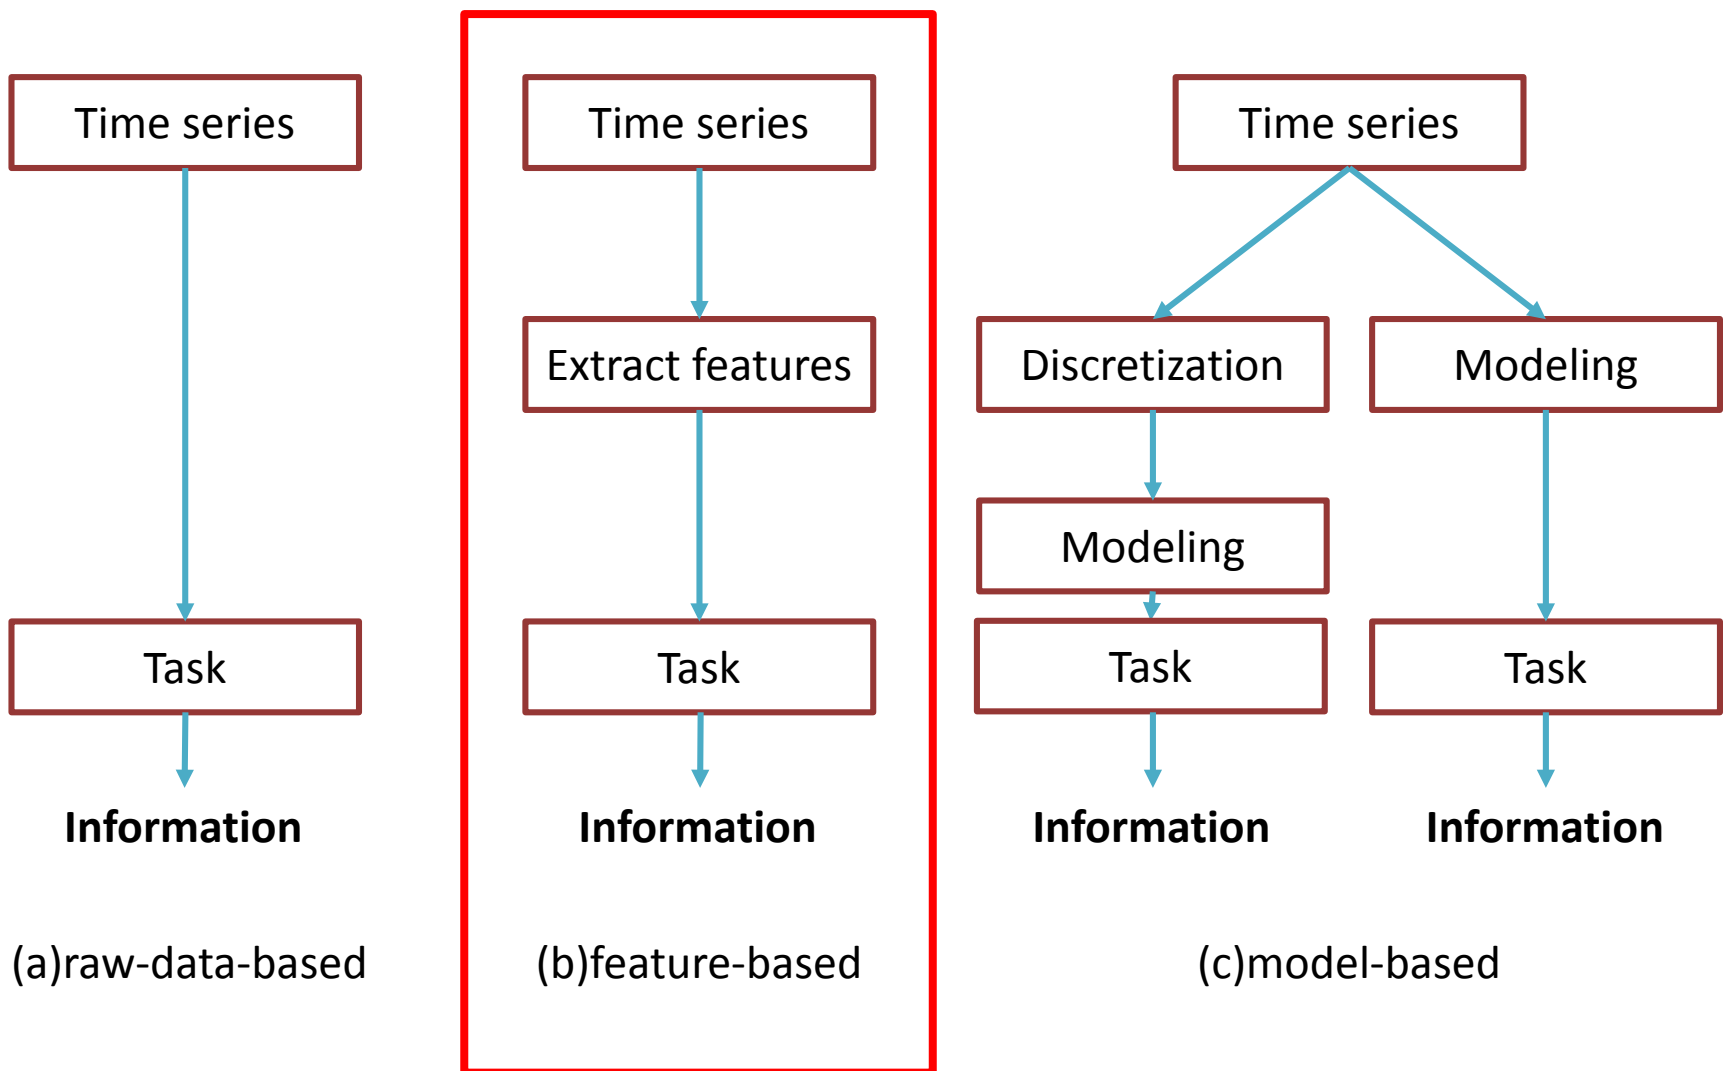 Time series
Time series
Time series
Extract features
Discretization
Modeling
Modeling
Task
Task
Task
Task
Information
Information
Information
Information
(a)raw-data-based
(b)feature-based
(c)model-based